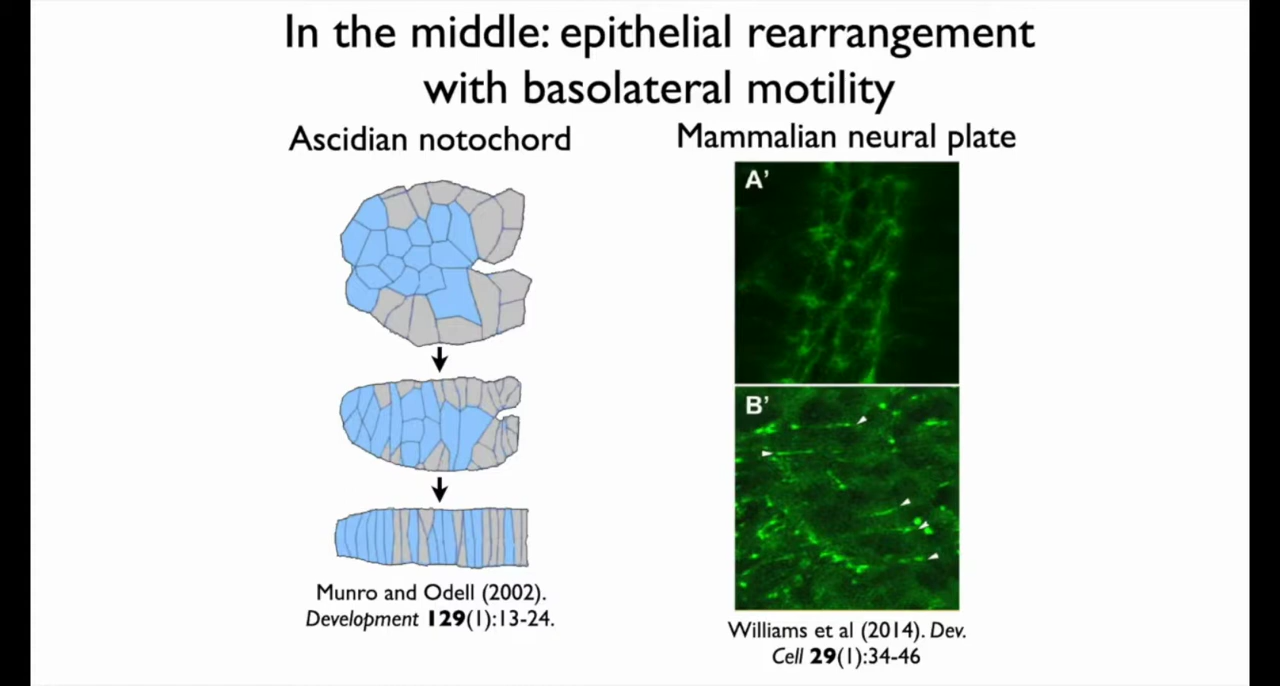 In the middle: epithelial rearrangement
with basolateral motility
Ascidian notochord
Munro and Odell (2002).
Development 129(1):13-24.
Mammalian neural plate
A’
B’
Williams et al (2014). Dev.
Cell 29(1):34-46